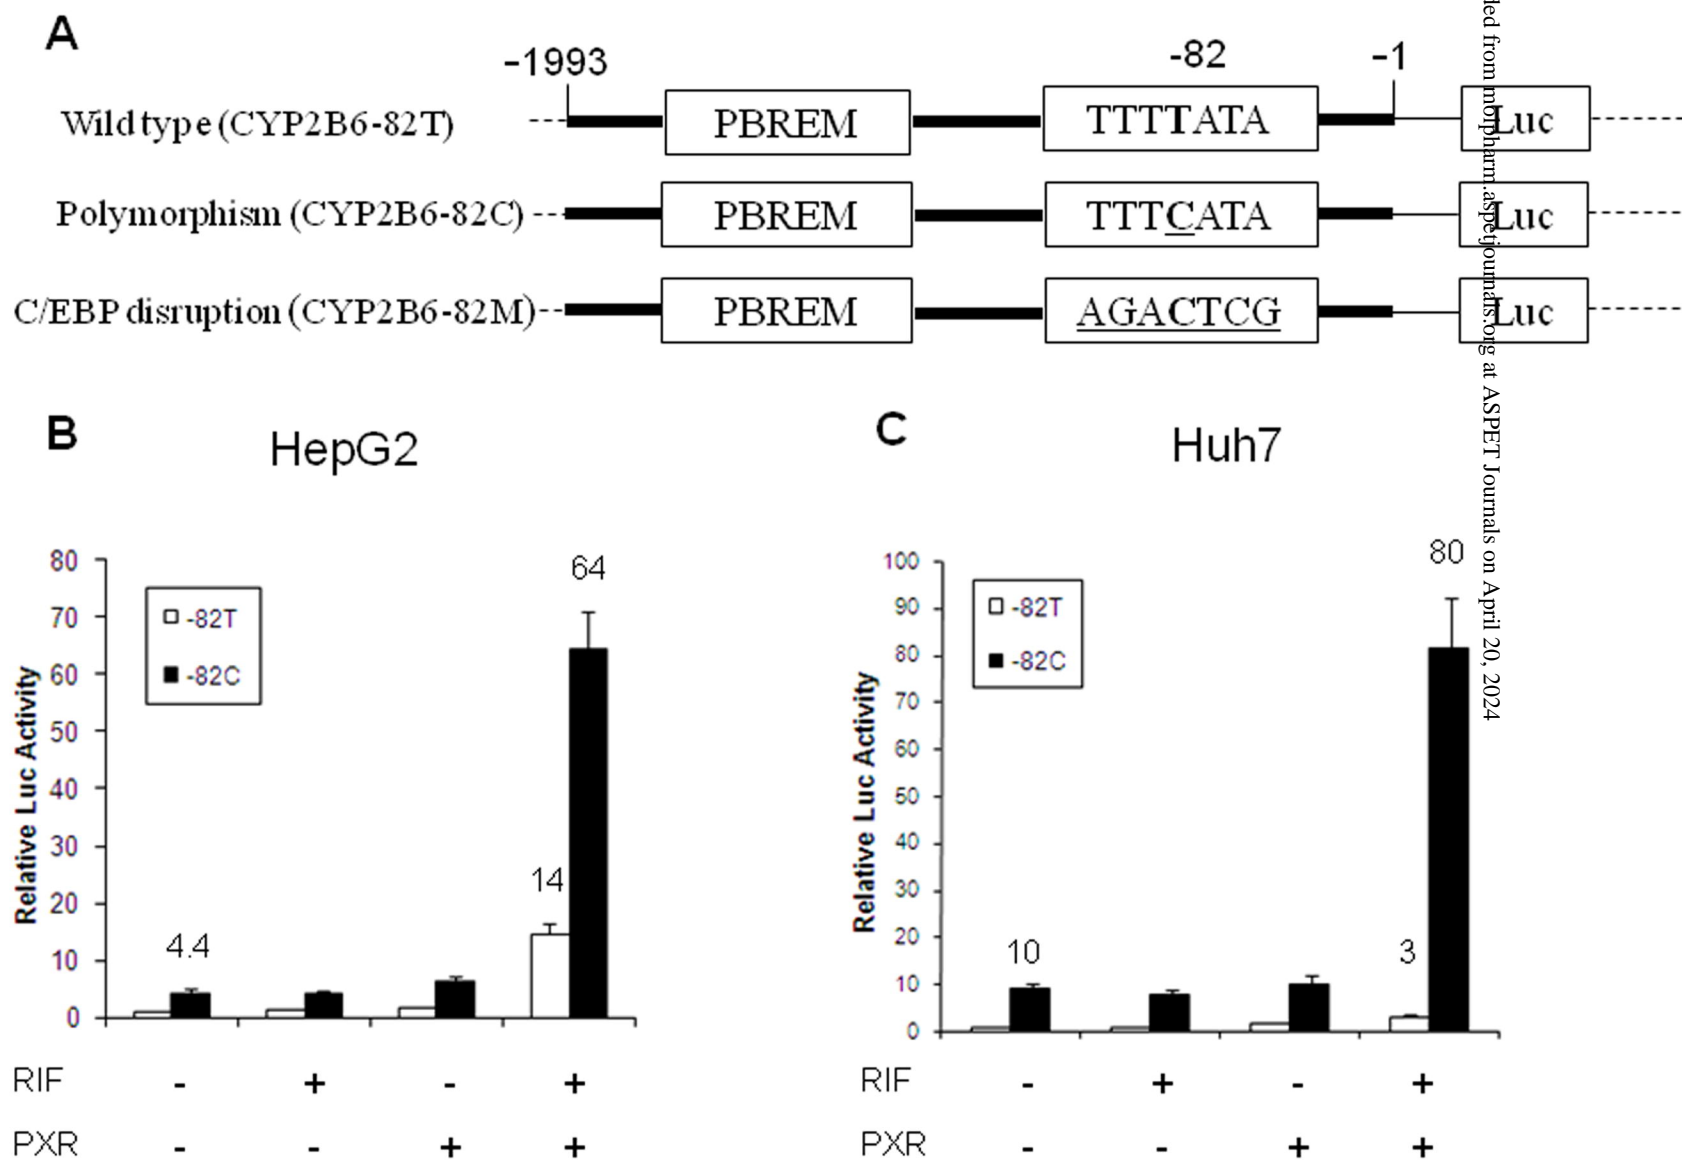 A
-1993 -82 -1
Wild type (CYP2B6-82T) PBREM TTTTATA Luc
Polymorphism (CYP2B6-82C) PBREM TTTCATA Luc
C/EBP disruption (CYP2B6-82M) PBREM AGACTCG Luc
ded from molpharm.aspetjournals.org at ASPET Journals on April 20, 2024
B
HepG2
Relative Luc Activity
80
70
60
50
40
30
20
10
0
-82T
-82C
4.4
14
64
RIF - + - +
PXR - - + +
C
Huh7
Relative Luc Activity
100
90
80
70
60
50
40
30
20
10
0
-82T
-82C
10
3
80
RIF - + - +
PXR - - + +